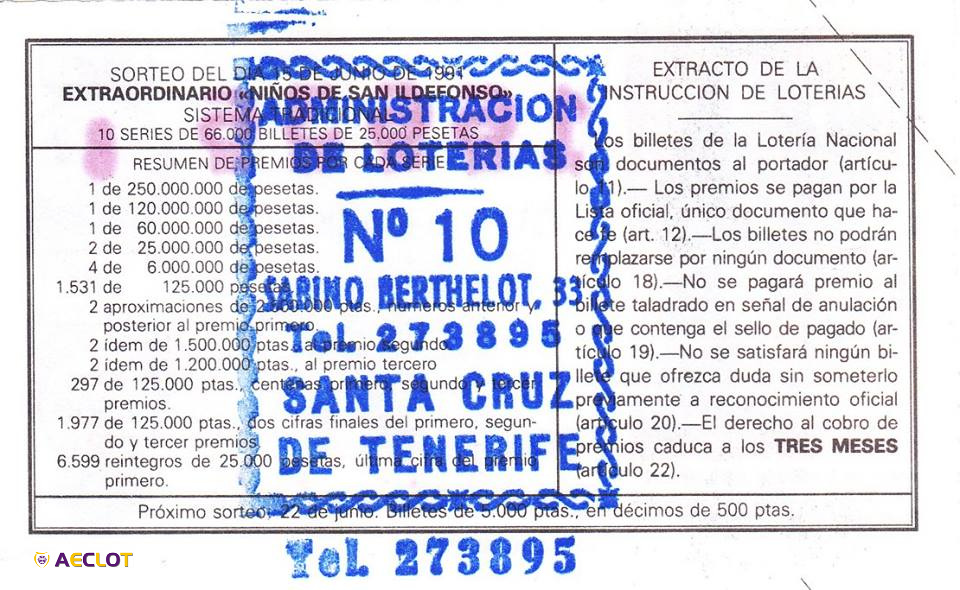 SORTEO DEL DIA 15 DE JUNIO DE 1991
EXTRAORDINARIO «NIÑOS DE SAN ILDEFONSO»
SISTEMA TRADICIONAL
10 SERIES DE 66.000 BILLETES DE 25.000 PESETAS
RESUMEN DE PREMIOS POR CADA SERIE
1 de 250.000.000 de pesetas.
1 de 120.000.000 de pesetas.
1 de 60.000.000 de pesetas.
2 de 25.000.000 de pesetas.
4 de 6.000.000 de pesetas.
1.531 de 125.000 pesetas.
2 aproximaciones de ptas., números anterior y
posterior al premio primero.
2 idem de 1.500.000 ptas., al premio segundo
2 idem de 1.200.000 ptas., al premio tercero
297 de 125.000 ptas., centenas primero, segundo y tercer
premios.
1.977 de 125.000 ptas., dos cifras finales del primero, segun-
do y tercer premios
6.599 reintegros de 25.000 pesetas, última cifra del premio
primero.
EXTRACTO DE LA
INSTRUCCION DE LOTERIAS
Los billetes de la Lotería Nacional
son documentos al portador (artícu-
lo 11).— Los premios se pagan por la
Lista oficial, único documento que ha-
ce fe (art. 12).—Los billetes no podrán
remplazarse por ningún documento (ar-
tículo 18).—No se pagará premio al
billete taladrado en señal de anulación
o que contenga el sello de pagado (ar-
tículo 19).—No se satisfará ningún bi-
llete que ofrezca duda sin someterlo
previamente a reconocimiento oficial
(artículo 20).—El derecho al cobro de
premios caduca a los TRES MESES
(artículo 22).
Próximo sorteo, 22 de junio. Billetes de 5.000 ptas., en décimos de 500 ptas.
ADMINISTRACION
DE LOTERIAS
Nº 10
SABINO BERTHELOT, 33
Tel. 273895
SANTA CRUZ
DE TENERIFE
Tel. 273895
AECLOT